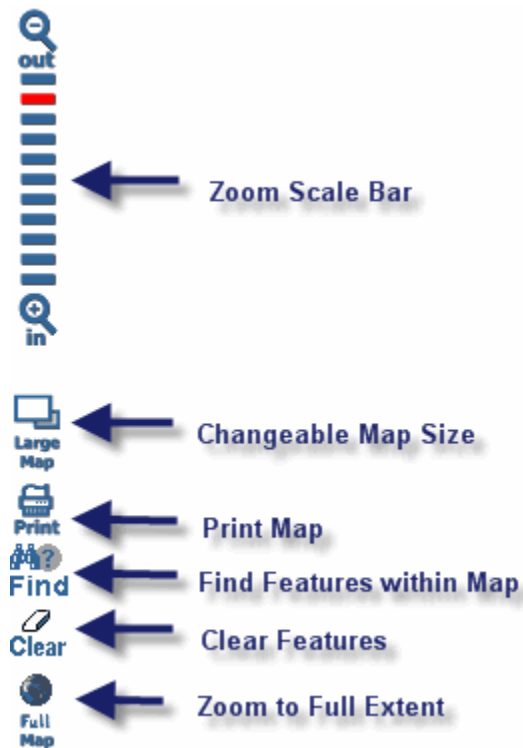 out
Zoom Scale Bar
in
Large
Map
Changeable Map Size
Print
Print Map
?
Find
Find Features within Map
Clear
Clear Features
Full
Map
Zoom to Full Extent